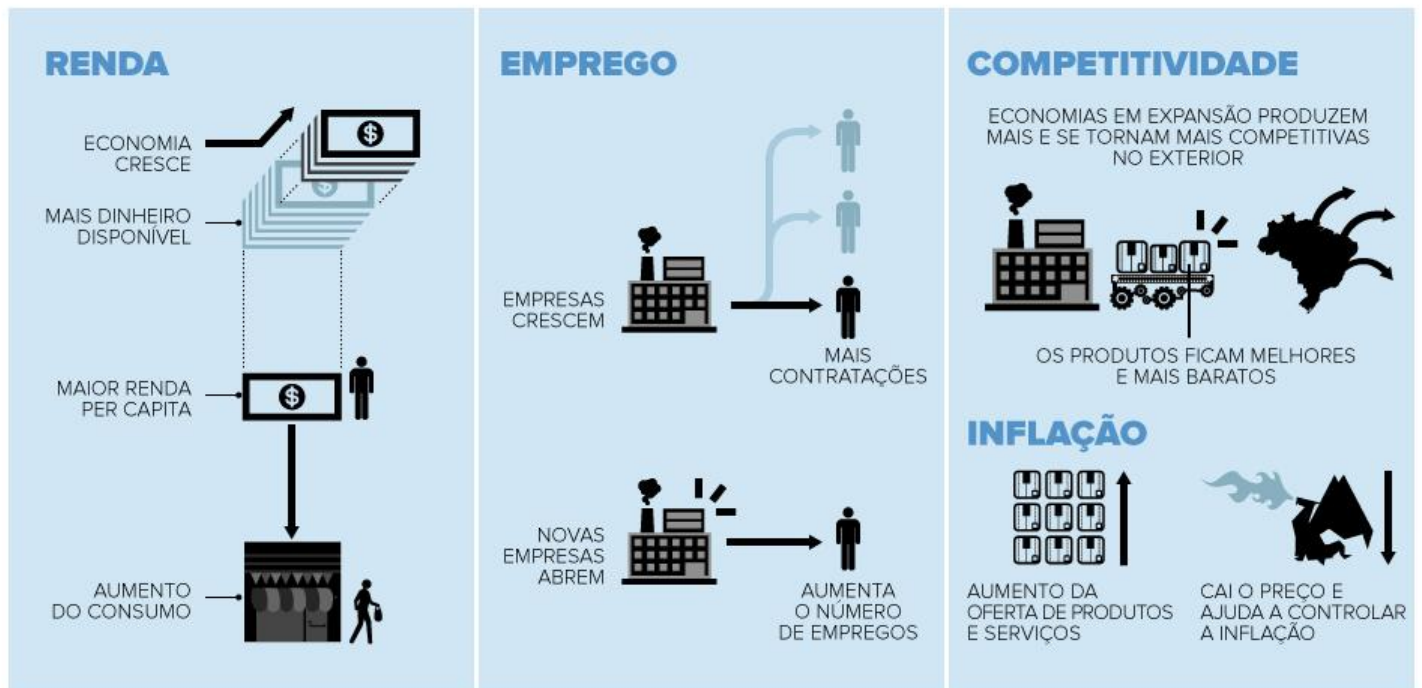 RENDA
ECONOMIA
CRESCE
MAIS DINHEIRO
DISPONÍVEL
MAIOR RENDA
PER CAPITA
AUMENTO
DO CONSUMO
EMPREGO
EMPRESAS
CRESCEM
MAIS
CONTRATAÇÕES
NOVAS
EMPRESAS
ABREM
AUMENTA
O NÚMERO
DE EMPREGOS
COMPETITIVIDADE
ECONOMIAS EM EXPANSÃO PRODUZEM
MAIS E SE TORNAM MAIS COMPETITIVAS
NO EXTERIOR
OS PRODUTOS FICAM MELHORES
E MAIS BARATOS
INFLAÇÃO
AUMENTO DA
OFERTA DE PRODUTOS
E SERVIÇOS
CAI O PREÇO E
AJUDA A CONTROLAR
A INFLAÇÃO